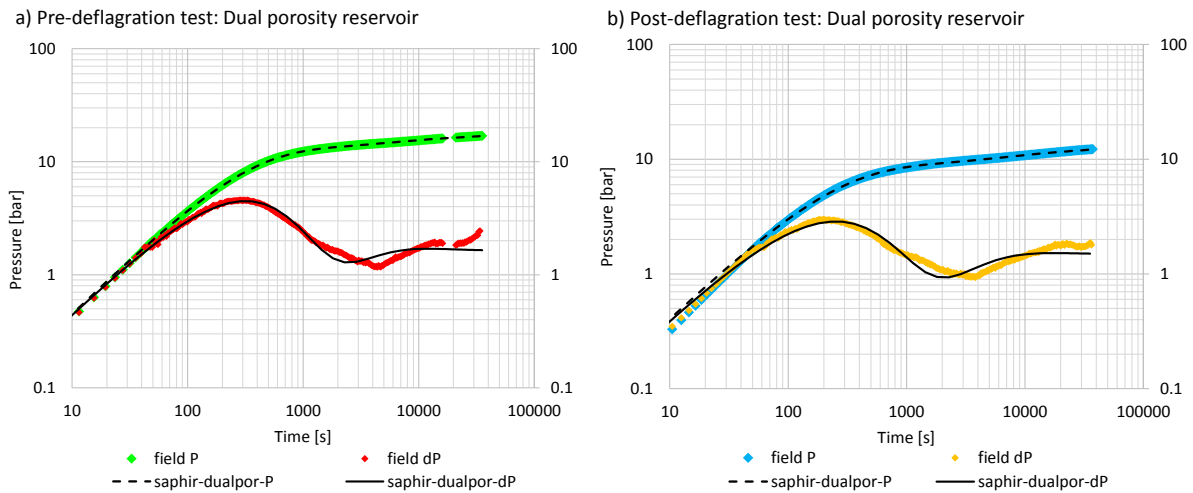 a) Pre-deflagration test: Dual porosity reservoir
100
10
1
0.1
Pressure [bar]
100
10
1
0.1
10
100
1000
10000
100000
Time [s]
field P
field dP
saphir-dualpor-P
saphir-dualpor-dP
b) Post-deflagration test: Dual porosity reservoir
100
10
1
0.1
Pressure [bar]
100
10
1
0.1
10
100
1000
10000
100000
Time [s]
field P
field dP
saphir-dualpor-P
saphir-dualpor-dP